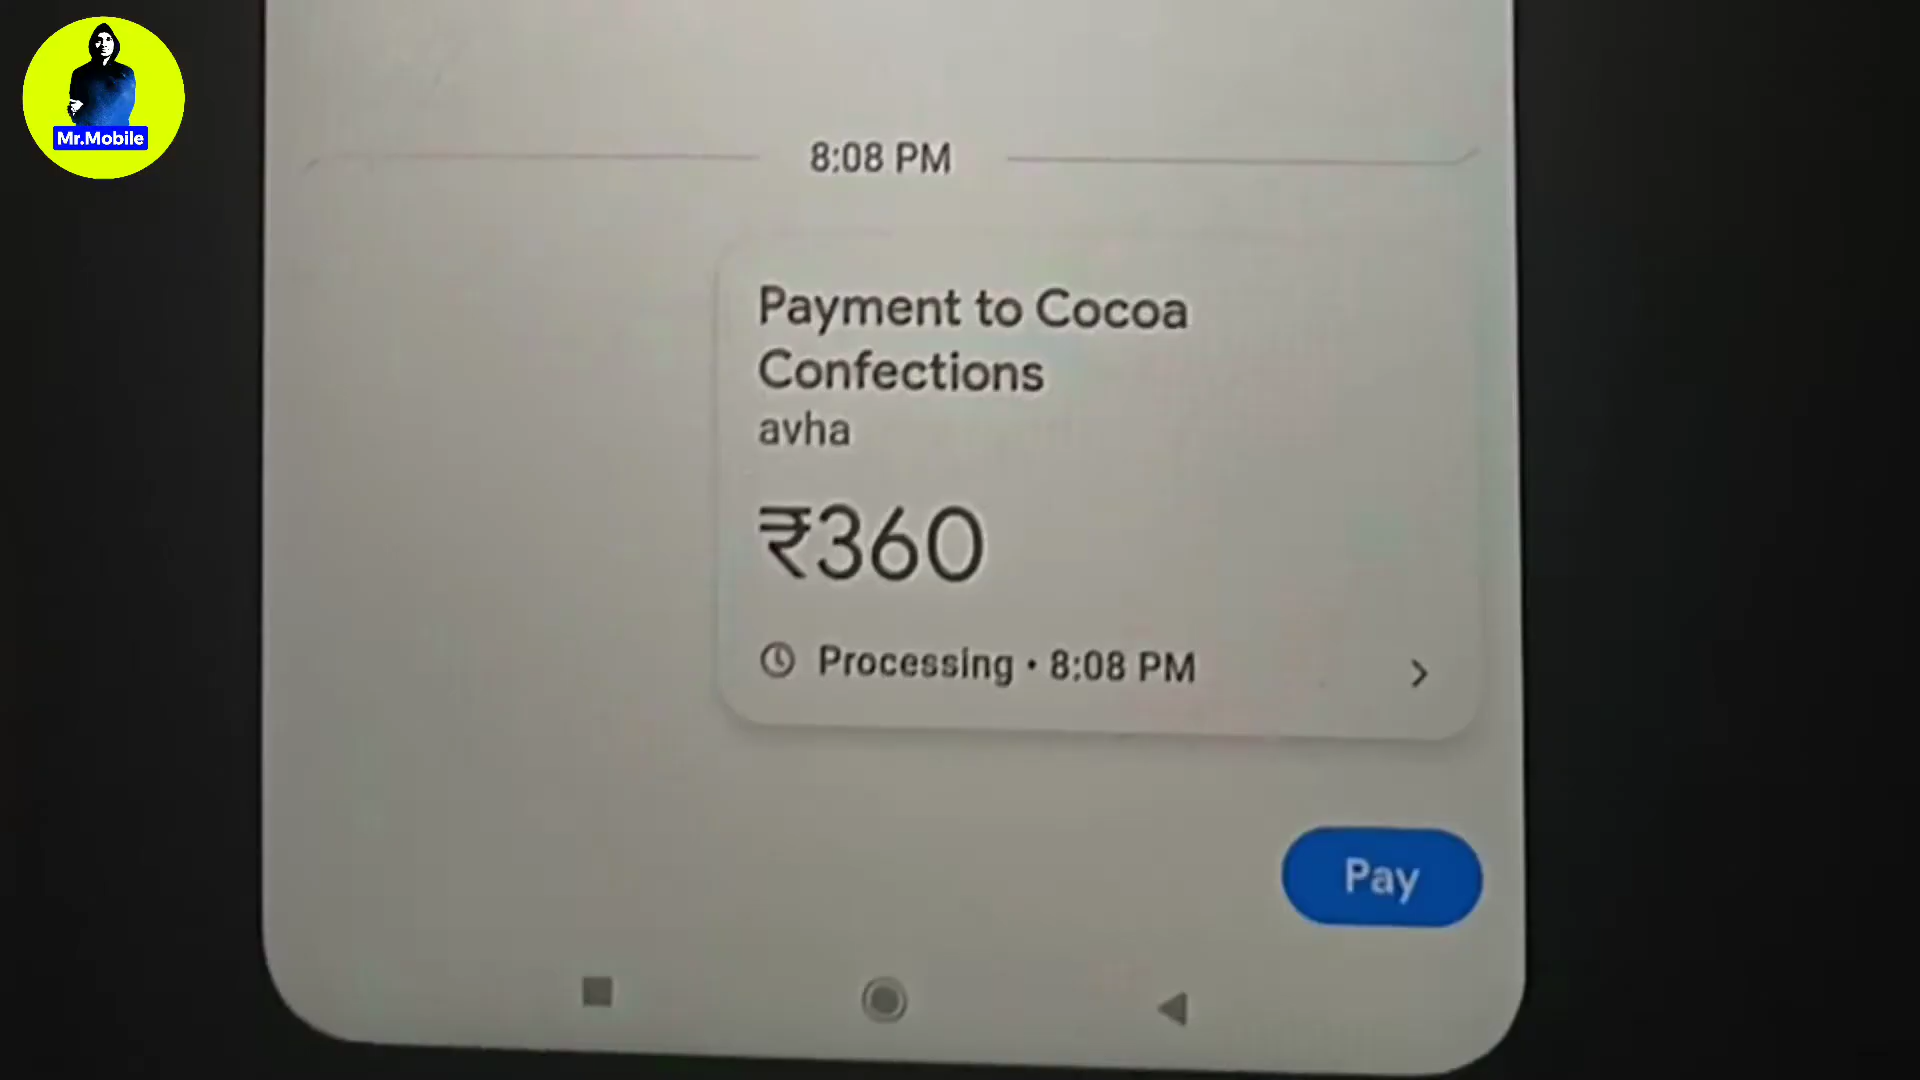 Mr.Mobile
8:08 PM
Payment to Cocoa
Confections
avha
₹360
Processing • 8:08 PM
Pay